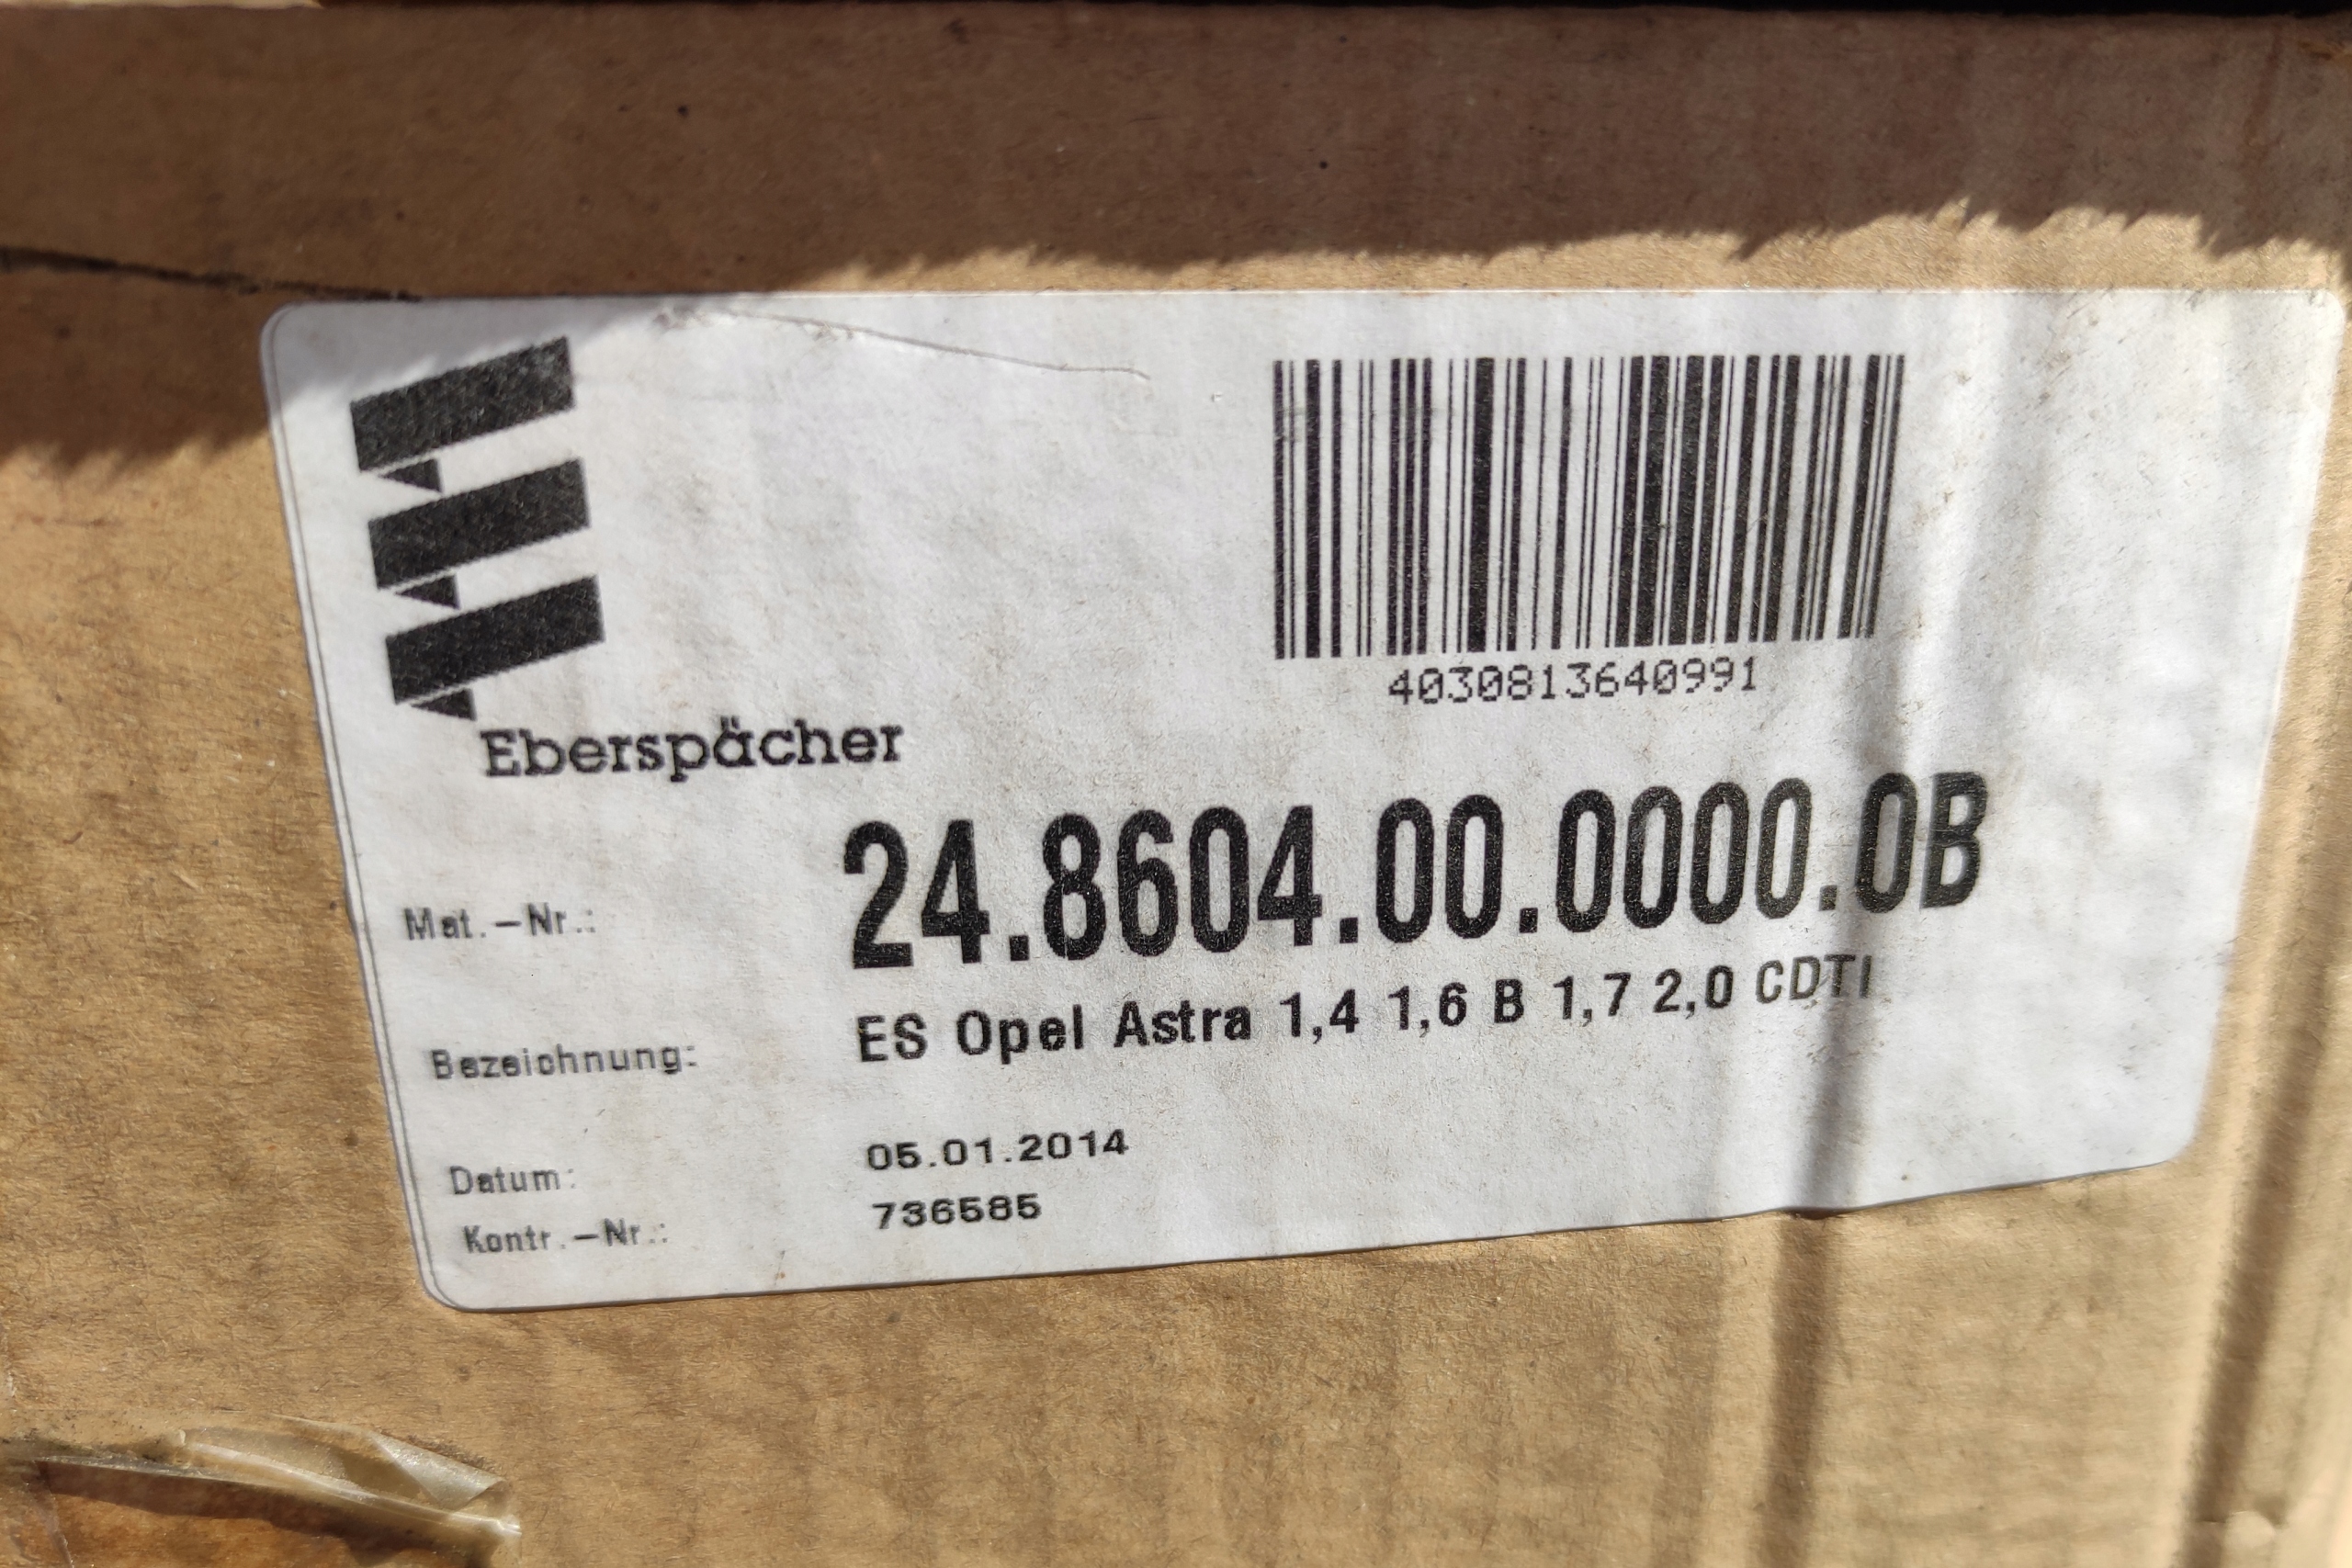 4030813640991
Eberspächer
Mat.-Nr.: 24.8604.00.0000.0B
Bezeichnung: ES Opel Astra 1,4 1,6 B 1,7 2,0 CDTI
Datum: 05.01.2014
Kontr.-Nr.: 736585